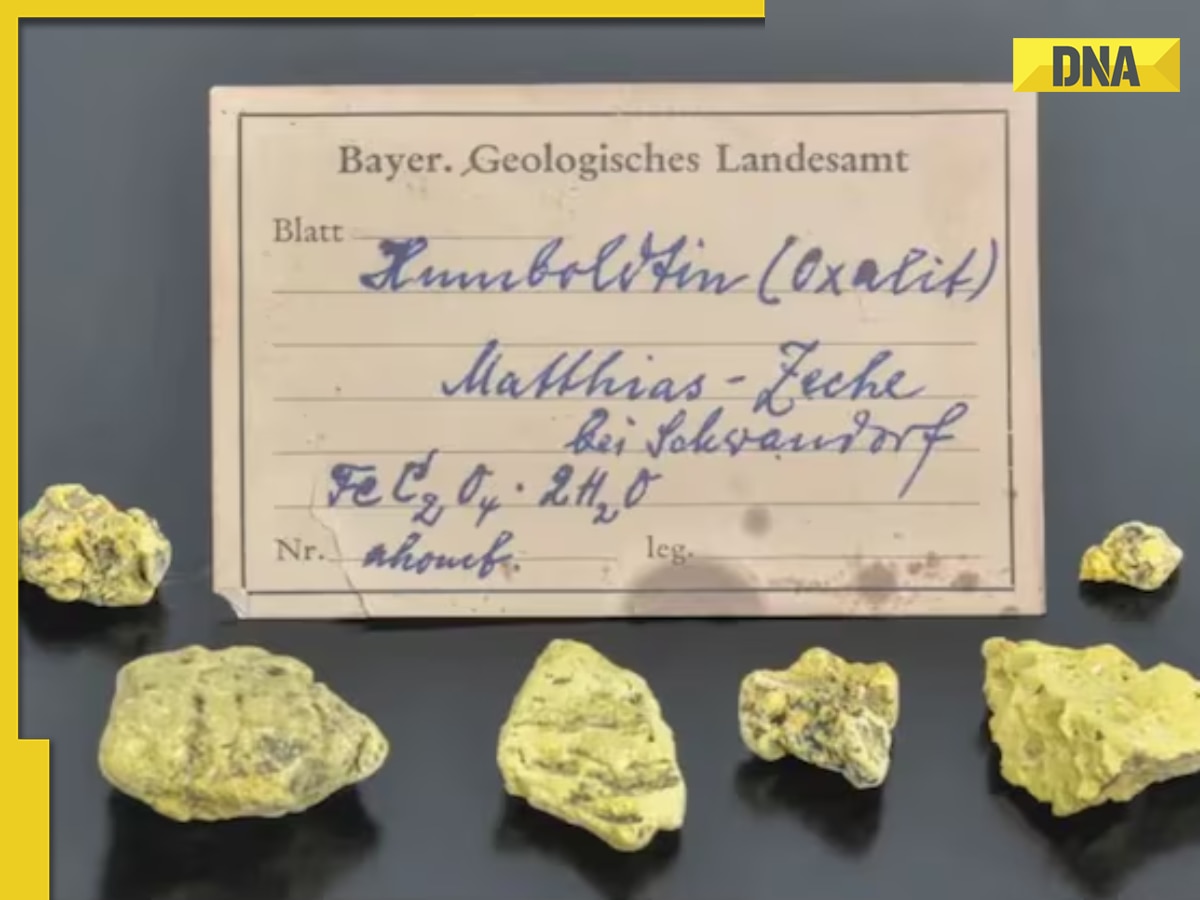 DNA
Bayer. Geologisches Landesamt
Blatt
Humboldtin (Oxalit)
Matthias-Zeche
bei Schwandorf
FeC₂O₄·2H₂O
Nr. leg.